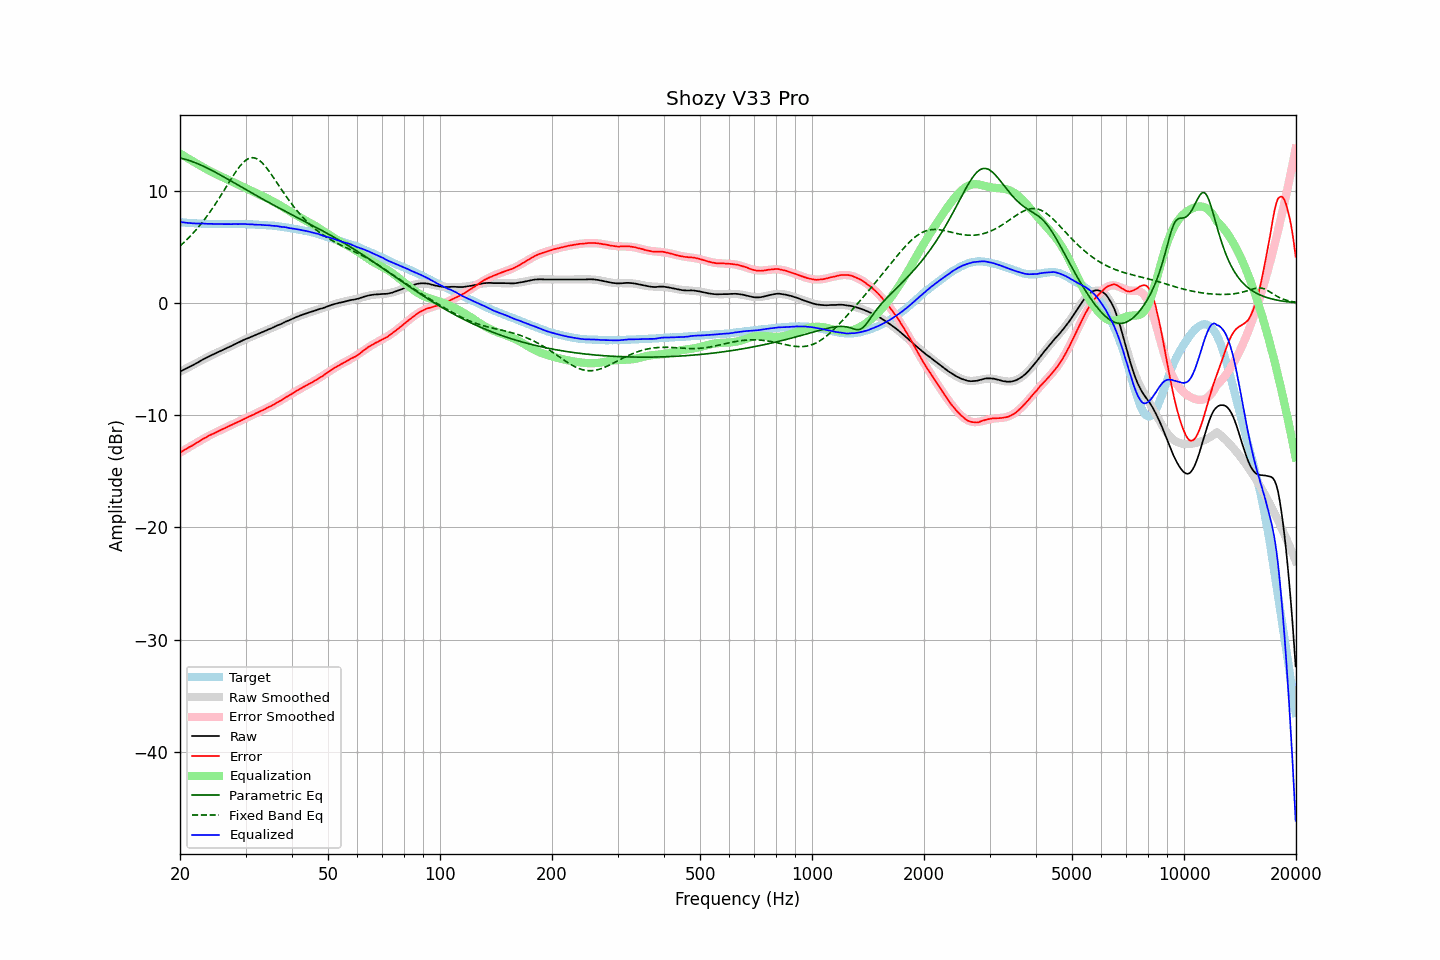 Shozy V33 Pro
Amplitude (dBr)
10
0
−10
−20
−30
−40
Target
Raw Smoothed
Error Smoothed
Raw
Error
Equalization
Parametric Eq
Fixed Band Eq
Equalized
20 50 100 200 500 1000 2000 5000 10000 20000
Frequency (Hz)